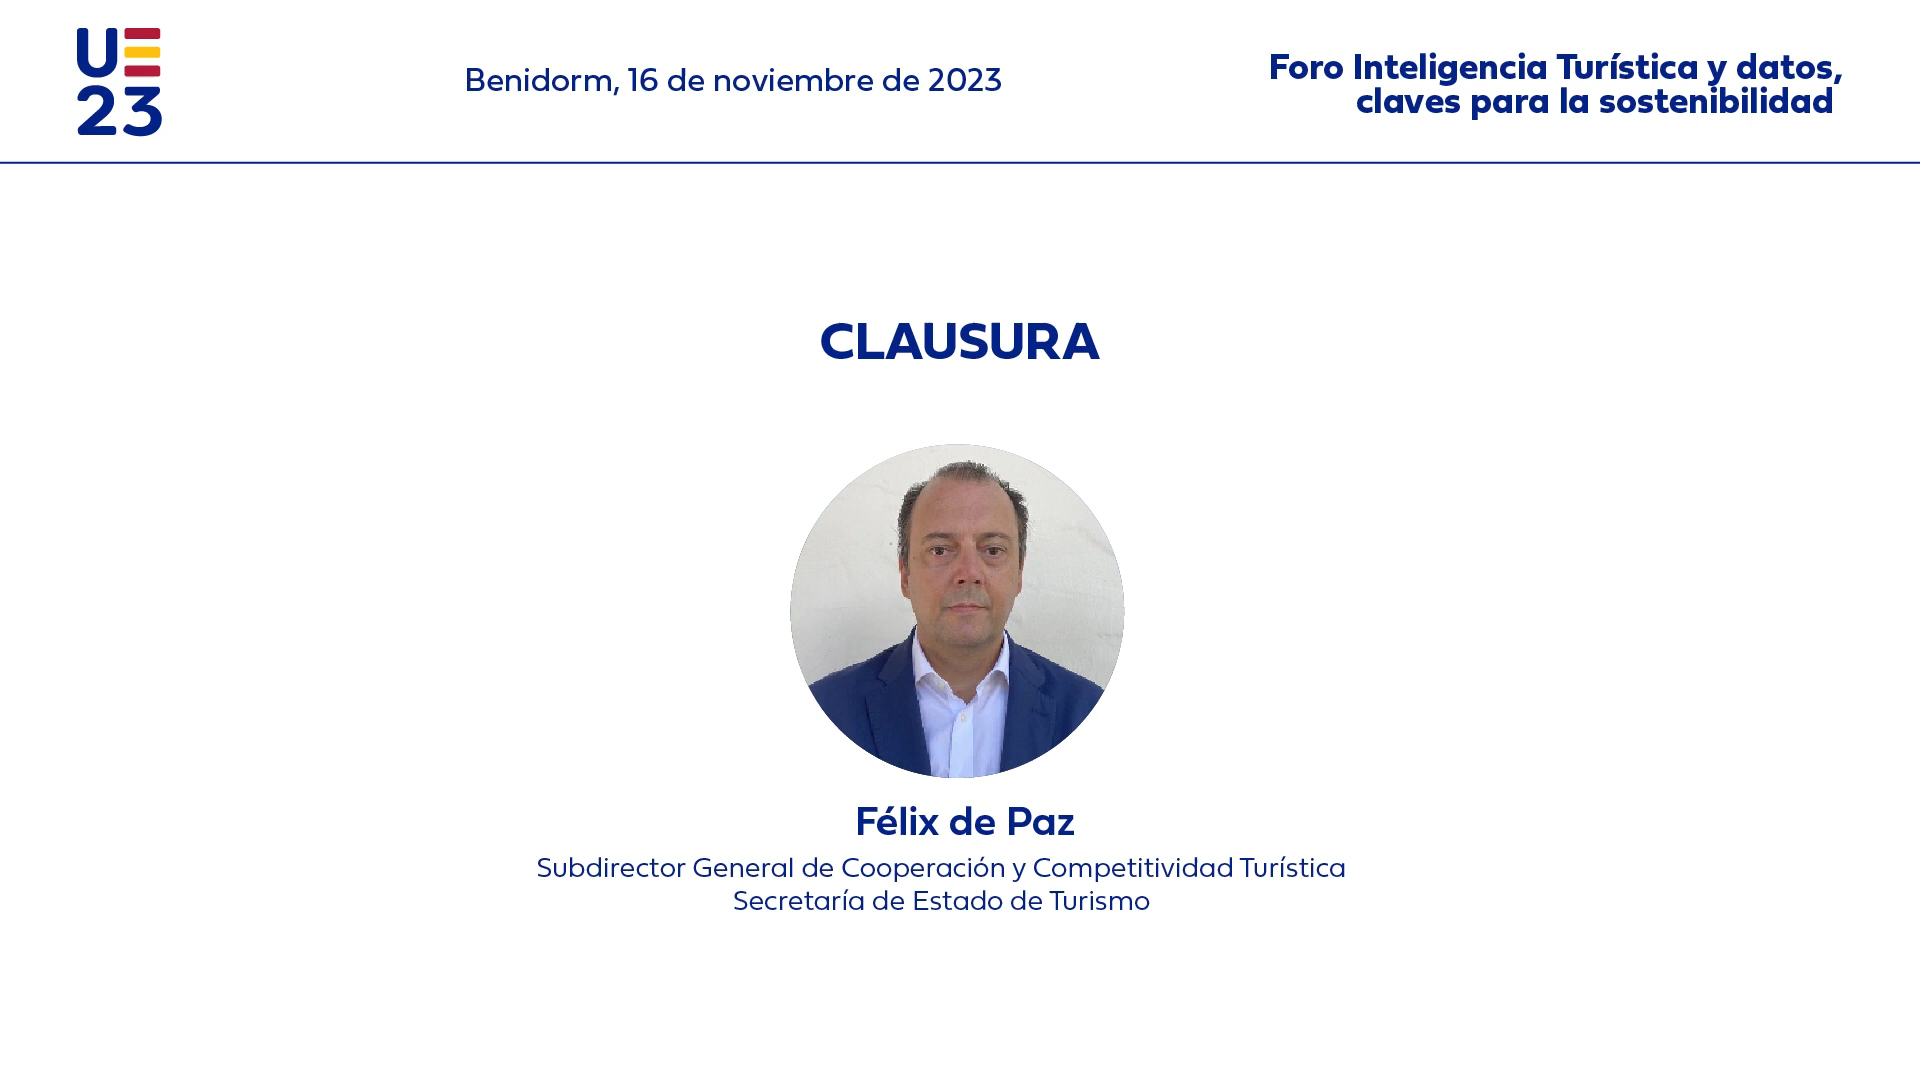 UE
23
Benidorm, 16 de noviembre de 2023
Foro Inteligencia Turística y datos,
claves para la sostenibilidad
CLAUSURA
Félix de Paz
Subdirector General de Cooperación y Competitividad Turística
Secretaría de Estado de Turismo